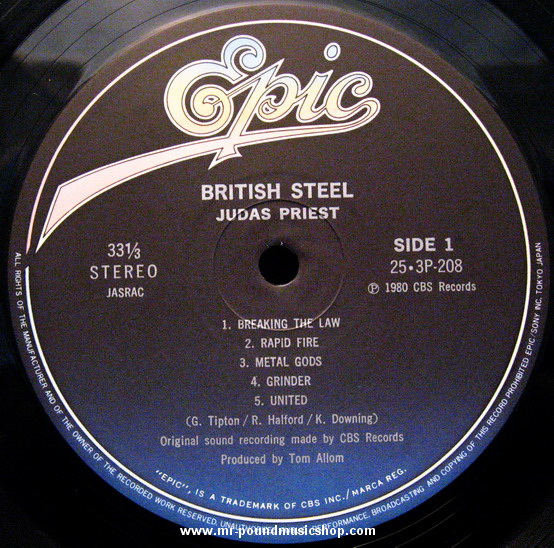 Epic
BRITISH STEEL
JUDAS PRIEST
33⅓
STEREO
JASRAC
SIDE 1
25・3P-208
Ⓟ 1980 CBS Records
1. BREAKING THE LAW
2. RAPID FIRE
3. METAL GODS
4. GRINDER
5. UNITED
(G. Tipton / R. Halford / K. Downing)
Original sound recording made by CBS Records
Produced by Tom Allom
"EPIC", IS A TRADEMARK OF CBS INC./MARCA REG.
ALL RIGHTS OF THE MANUFACTURER AND OF THE OWNER OF THE RECORDED WORK RESERVED. UNAUTHORIZED PUBLIC PERFORMANCE, BROADCASTING AND COPYING OF THIS RECORD PROHIBITED EPIC/SONY INC. TOKYO JAPAN
www.mr-poundmusicshop.com